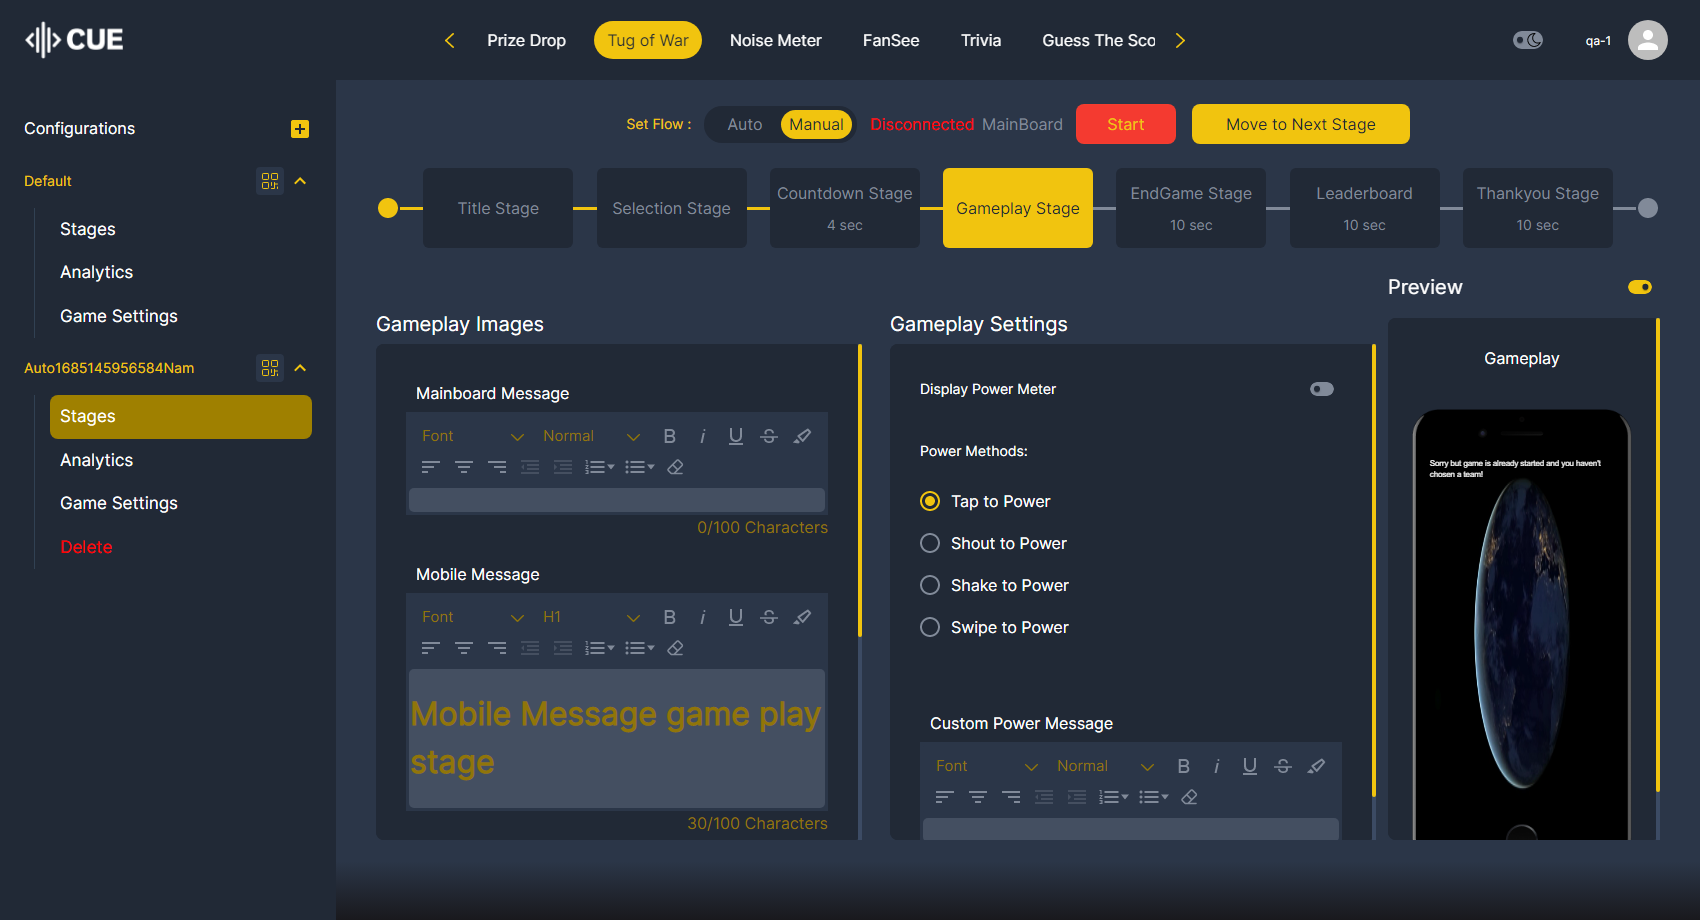 CUE
Prize Drop
Tug of War
Noise Meter
FanSee
Trivia
Guess The Sco
qa-1
Configurations
Default
Stages
Analytics
Game Settings
Auto1685145956584Nam
Stages
Analytics
Game Settings
Delete
Set Flow :
Auto
Manual
Disconnected MainBoard
Start
Move to Next Stage
Title Stage
Selection Stage
Countdown Stage
4 sec
Gameplay Stage
EndGame Stage
10 sec
Leaderboard
10 sec
Thankyou Stage
10 sec
Gameplay Images
Mainboard Message
Font
Normal
B i U S
0/100 Characters
Mobile Message
Font
H1
B i U S
Mobile Message game play
stage
30/100 Characters
Gameplay Settings
Display Power Meter
Power Methods:
Tap to Power
Shout to Power
Shake to Power
Swipe to Power
Custom Power Message
Font
Normal
B i U S
Preview
Gameplay
Sorry but game is already started and you haven't
chosen a team!